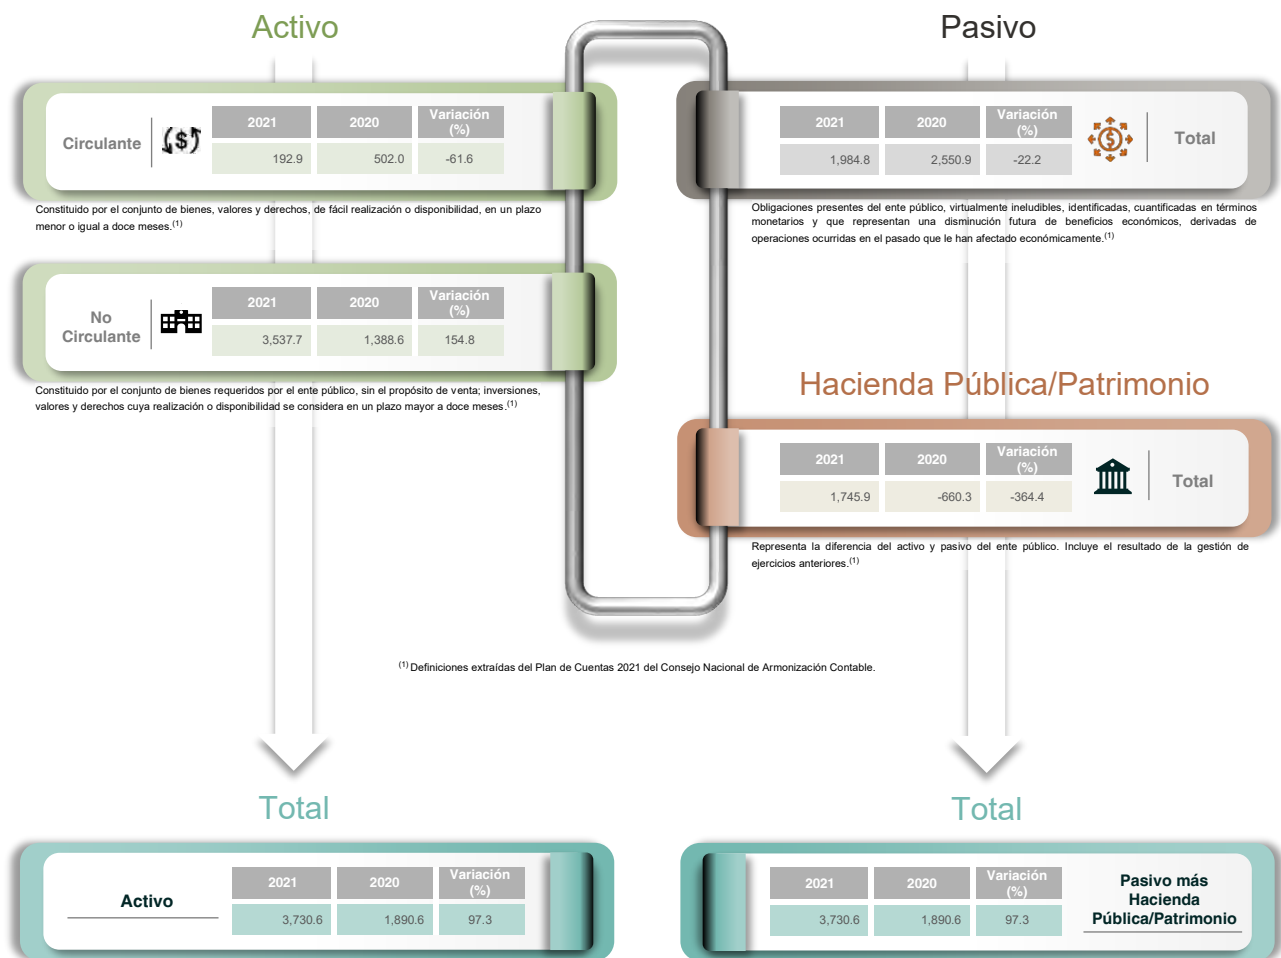 Activo
Circulante
2021 2020 Variación (%)
192.9 502.0 -61.6
Constituido por el conjunto de bienes, valores y derechos, de fácil realización o disponibilidad, en un plazo
menor o igual a doce meses.(1)
No
Circulante
2021 2020 Variación (%)
3,537.7 1,388.6 154.8
Constituido por el conjunto de bienes requeridos por el ente público, sin el propósito de venta; inversiones,
valores y derechos cuya realización o disponibilidad se considera en un plazo mayor a doce meses.(1)
Pasivo
2021 2020 Variación (%)
1,984.8 2,550.9 -22.2
Total
Obligaciones presentes del ente público, virtualmente ineludibles, identificadas, cuantificadas en términos
monetarios y que representan una disminución futura de beneficios económicos, derivadas de
operaciones ocurridas en el pasado que le han afectado económicamente.(1)
Hacienda Pública/Patrimonio
2021 2020 Variación (%)
1,745.9 -660.3 -364.4
Total
Representa la diferencia del activo y pasivo del ente público. Incluye el resultado de la gestión de
ejercicios anteriores.(1)
(1) Definiciones extraídas del Plan de Cuentas 2021 del Consejo Nacional de Armonización Contable.
Total
Activo
2021 2020 Variación (%)
3,730.6 1,890.6 97.3
Total
2021 2020 Variación (%)
3,730.6 1,890.6 97.3
Pasivo más
Hacienda
Pública/Patrimonio